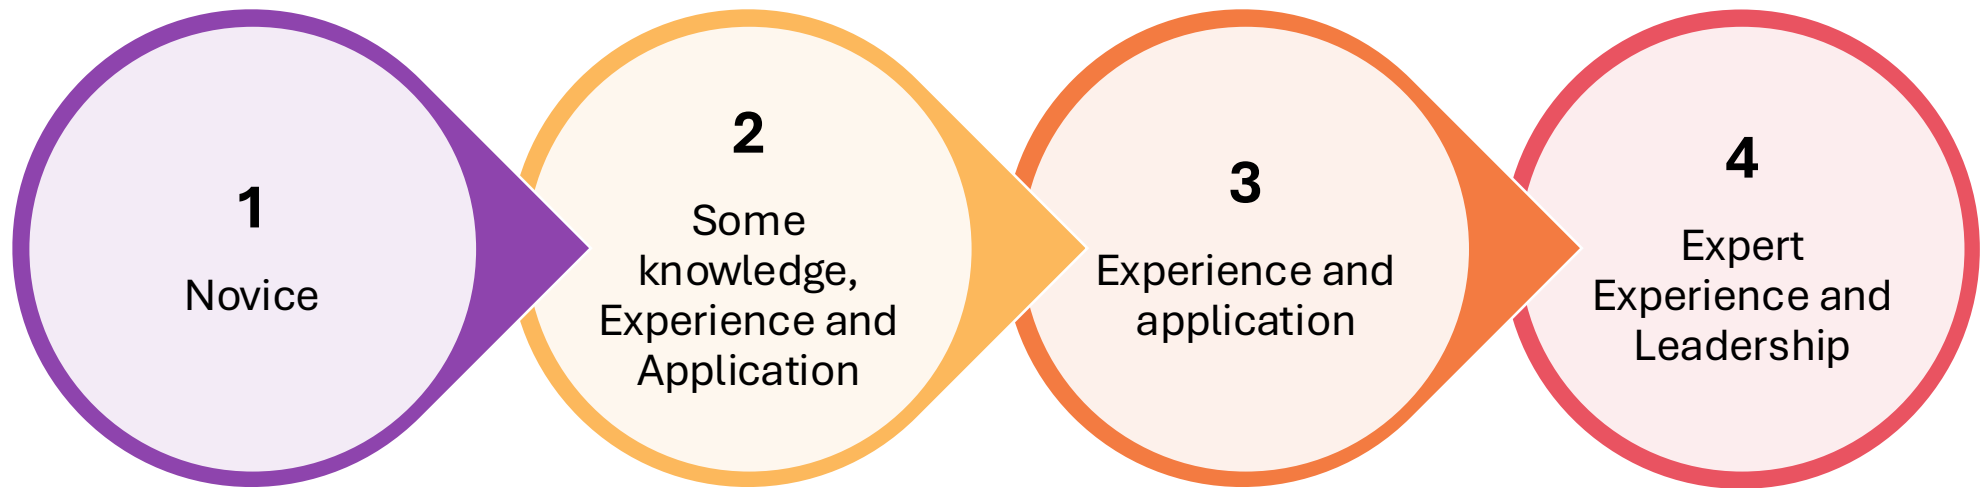 1
Novice
2
Some
knowledge,
Experience and
Application
3
Experience and
application
4
Expert
Experience and
Leadership